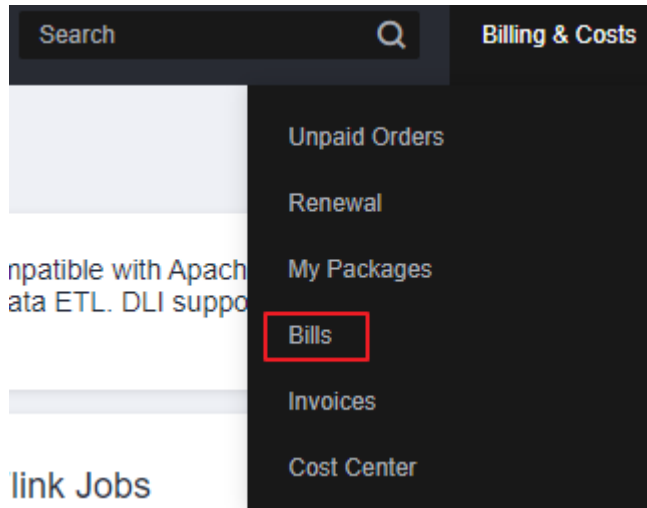 Search
Billing & Costs
Unpaid Orders
Renewal
with Apach
My Packages
ata ETL. DLI suppo
Bills
Invoices
Cost Center
link Jobs